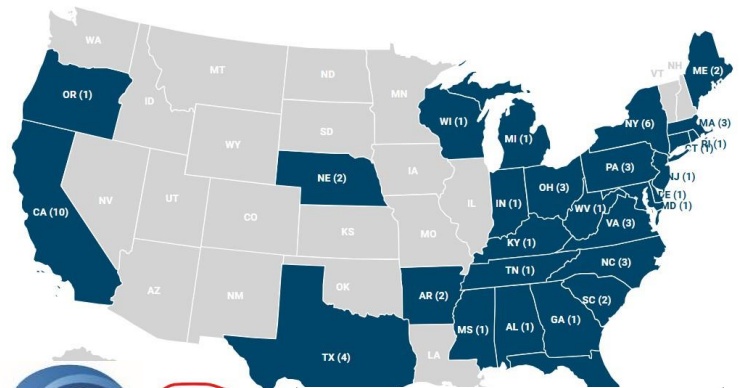 WA
MT
ND
MN
VT
NH
ME (2)
OR (1)
ID
SD
WI (1)
MI (1)
NY (6)
MA (3)
RI (1)
CT (1)
WY
IA
PA (3)
NJ (1)
NE (2)
OH (3)
DE (1)
MD (1)
NV
UT
CO
IL
IN (1)
WV (1)
VA (3)
CA (10)
KS
MO
KY (1)
NC (3)
TN (1)
AZ
NM
OK
AR (2)
SC (2)
MS (1)
AL (1)
GA (1)
TX (4)
LA